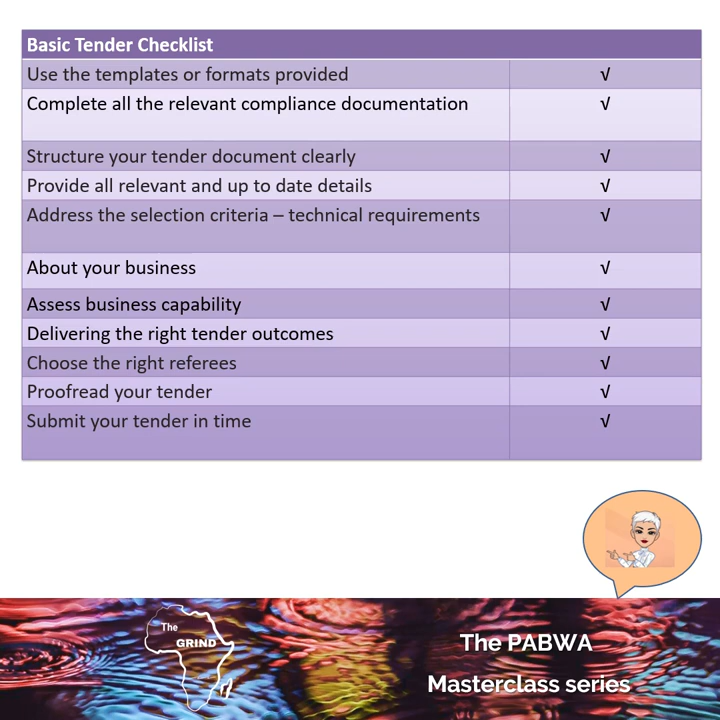 Basic Tender Checklist
Use the templates or formats provided √
Complete all the relevant compliance documentation √
Structure your tender document clearly √
Provide all relevant and up to date details √
Address the selection criteria – technical requirements √
About your business √
Assess business capability √
Delivering the right tender outcomes √
Choose the right referees √
Proofread your tender √
Submit your tender in time √
The
GRIND
The PABWA
Masterclass series